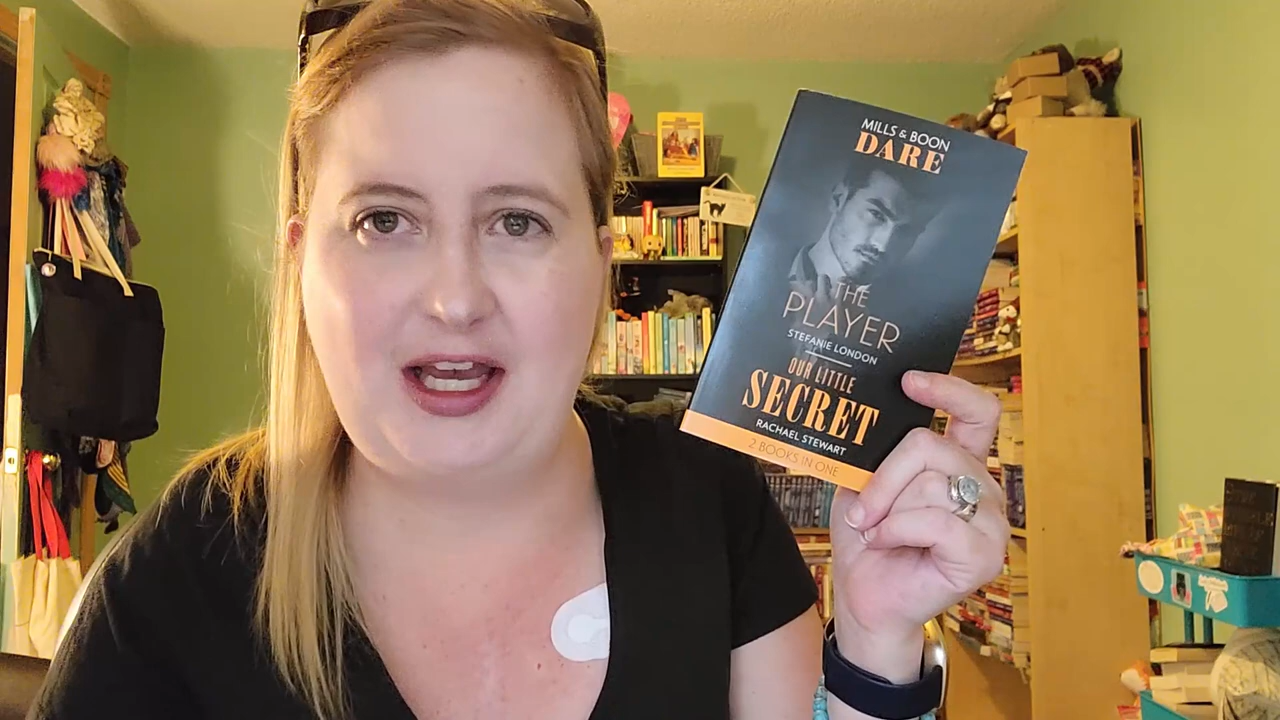 MILLS & BOON
DARE
THE
PLAYER
STEFANIE LONDON
OUR LITTLE
SECRET
RACHAEL STEWART
2 BOOKS IN ONE